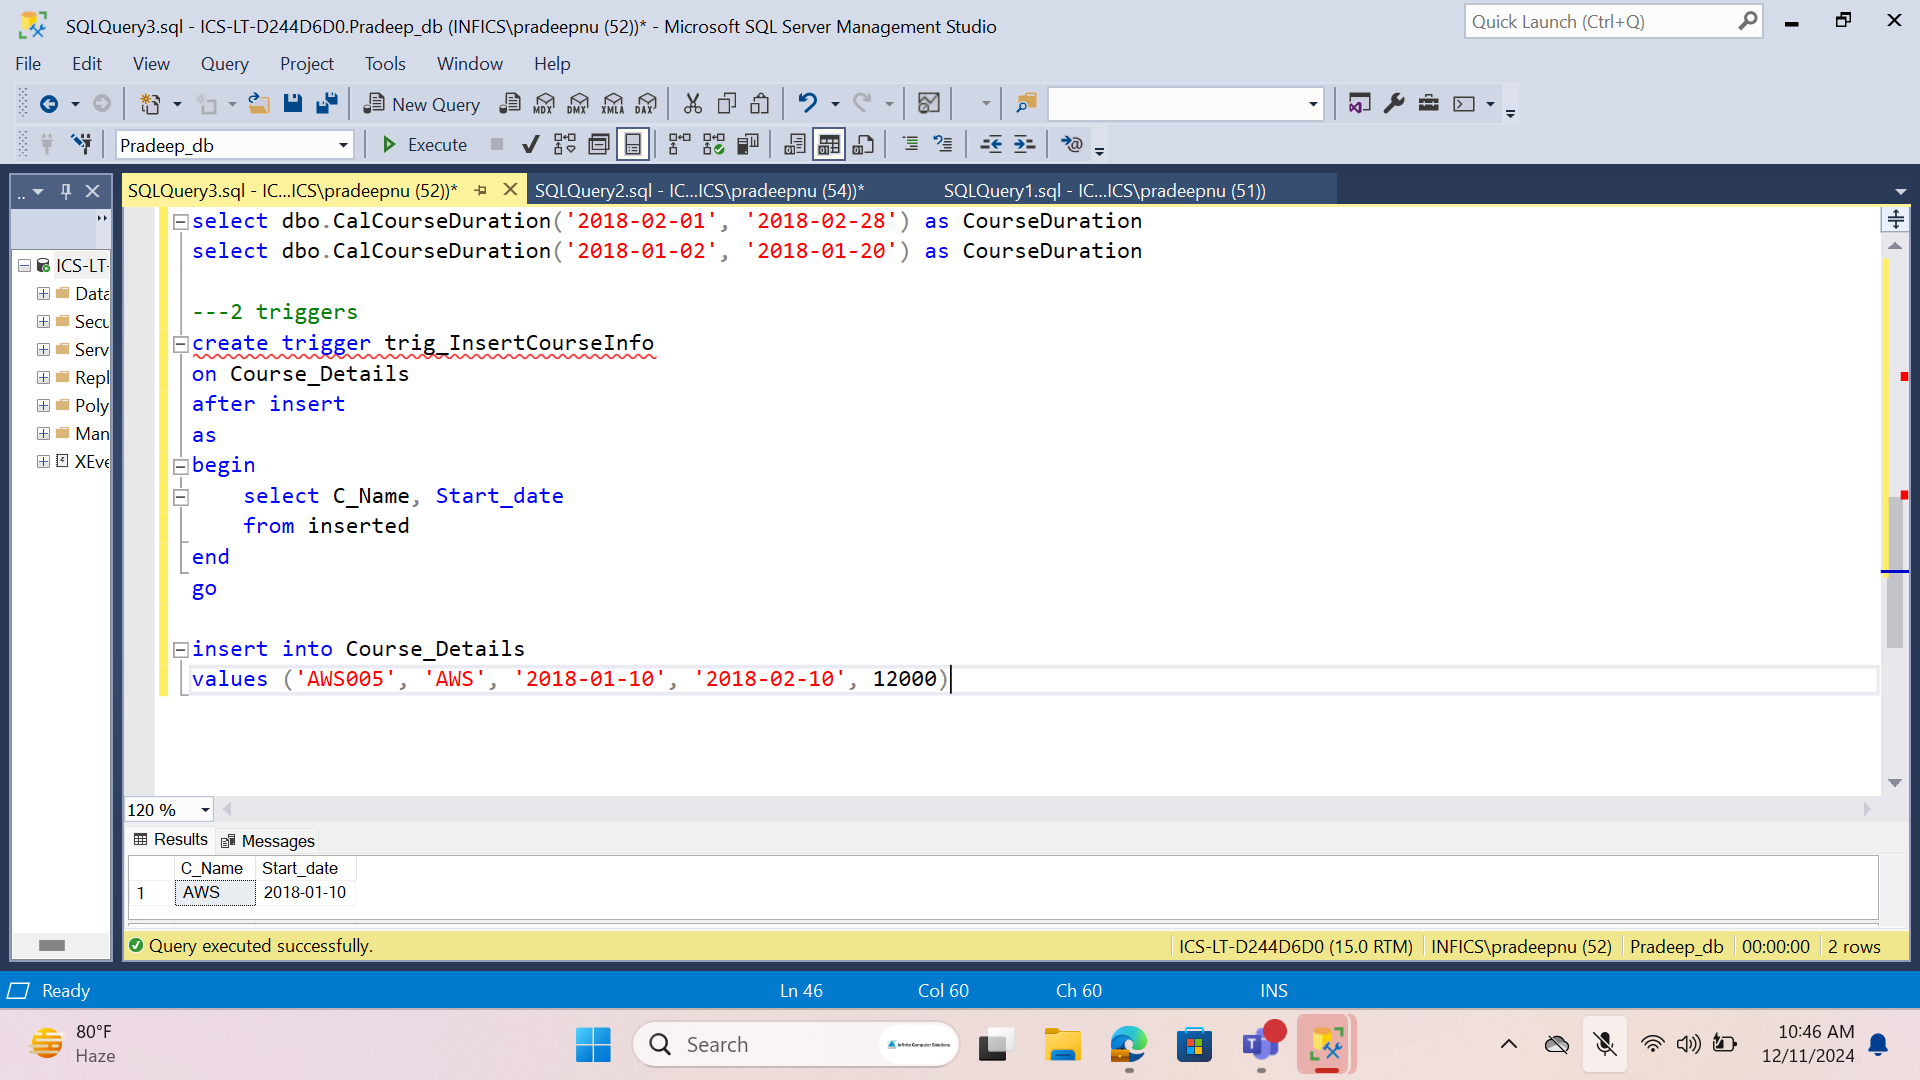 SQLQuery3.sql - ICS-LT-D244D6D0.Pradeep_db (INFICS\pradeepnu (52))* - Microsoft SQL Server Management Studio
Quick Launch (Ctrl+Q)
File Edit View Query Project Tools Window Help
New Query MDX DMX XMLA DAX
Pradeep_db Execute
SQLQuery3.sql - IC...ICS\pradeepnu (52))* SQLQuery2.sql - IC...ICS\pradeepnu (54))* SQLQuery1.sql - IC...ICS\pradeepnu (51))
ICS-LT-
Data
Secu
Serv
Repl
Poly
Man
XEve
select dbo.CalCourseDuration('2018-02-01', '2018-02-28') as CourseDuration
select dbo.CalCourseDuration('2018-01-02', '2018-01-20') as CourseDuration
---2 triggers
create trigger trig_InsertCourseInfo
on Course_Details
after insert
as
begin
select C_Name, Start_date
from inserted
end
go
insert into Course_Details
values ('AWS005', 'AWS', '2018-01-10', '2018-02-10', 12000)
120 %
Results Messages
C_Name Start_date
1 AWS 2018-01-10
Query executed successfully. ICS-LT-D244D6D0 (15.0 RTM) INFICS\pradeepnu (52) Pradeep_db 00:00:00 2 rows
Ready Ln 46 Col 60 Ch 60 INS
80°F
Haze
Search
Infinite Computer Solutions
10:46 AM
12/11/2024